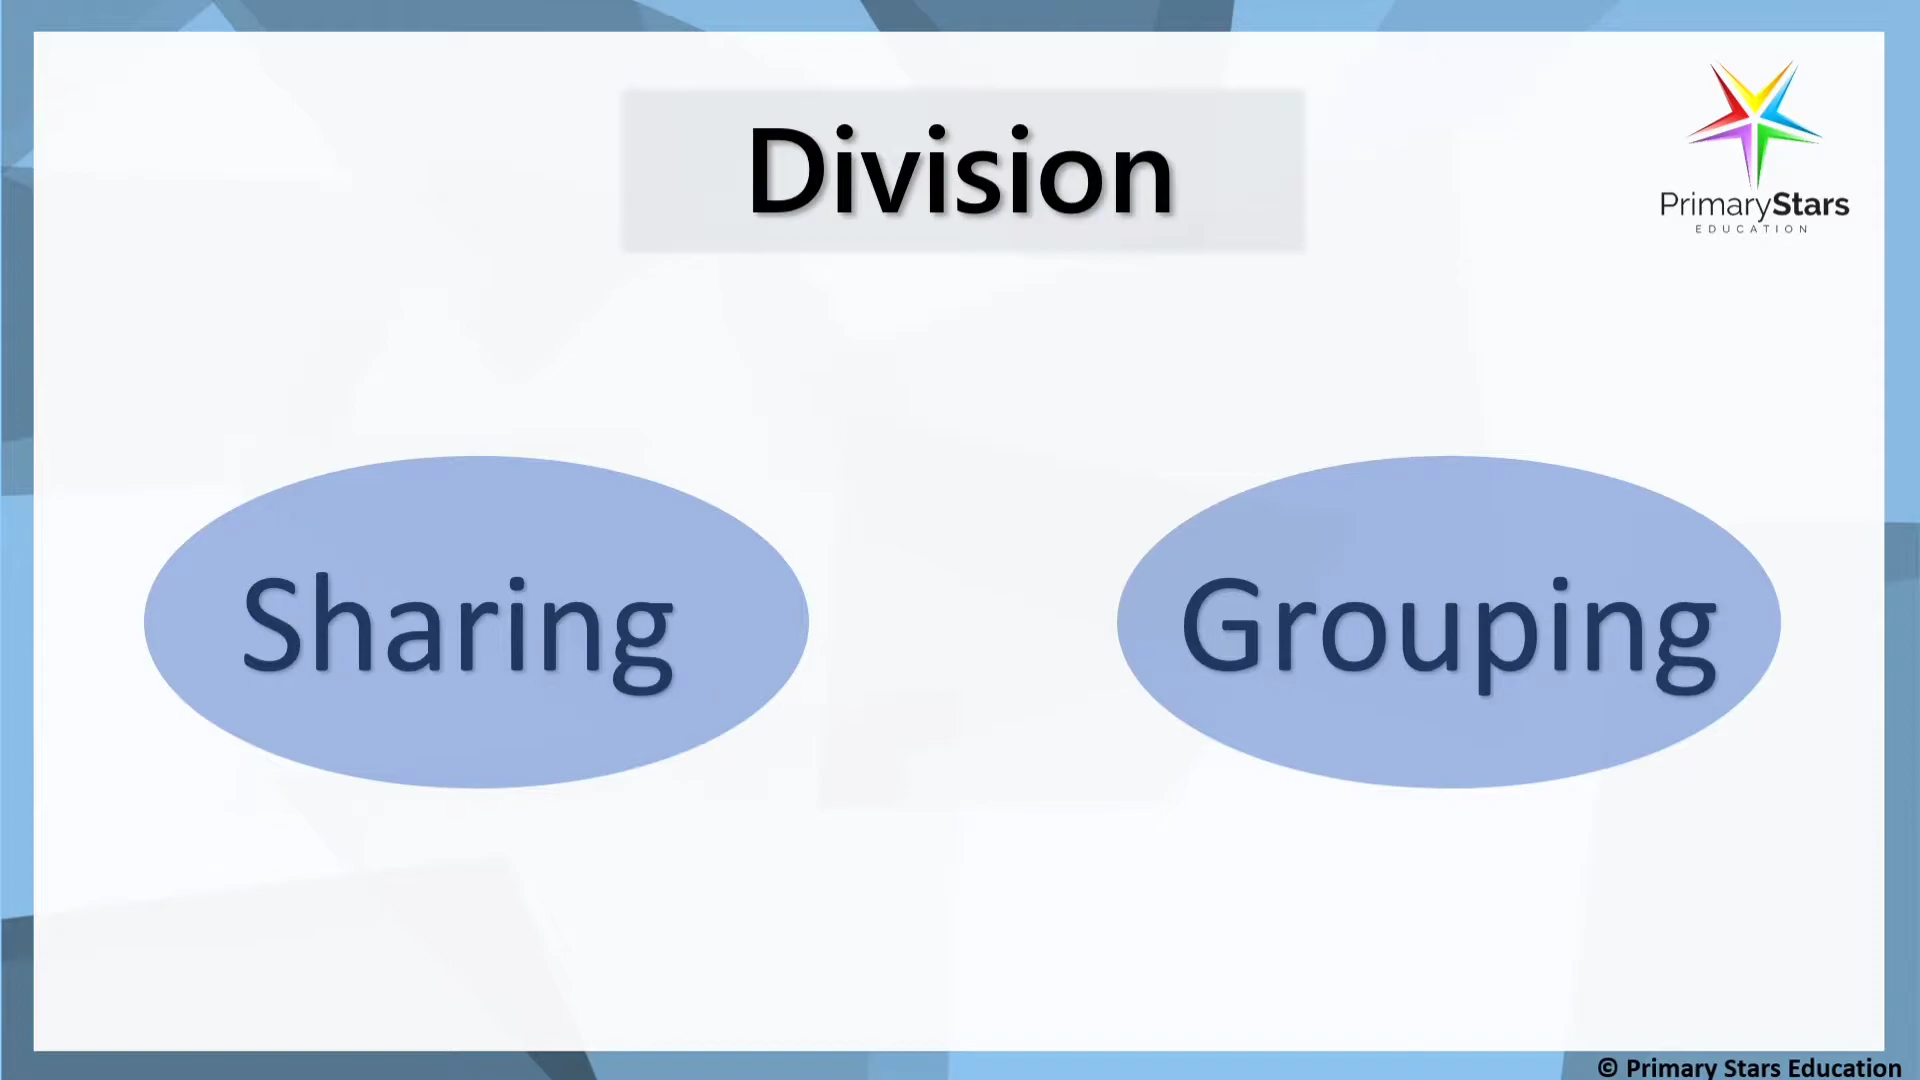 Division
PrimaryStars
EDUCATION
Sharing
Grouping
© Primary Stars Education